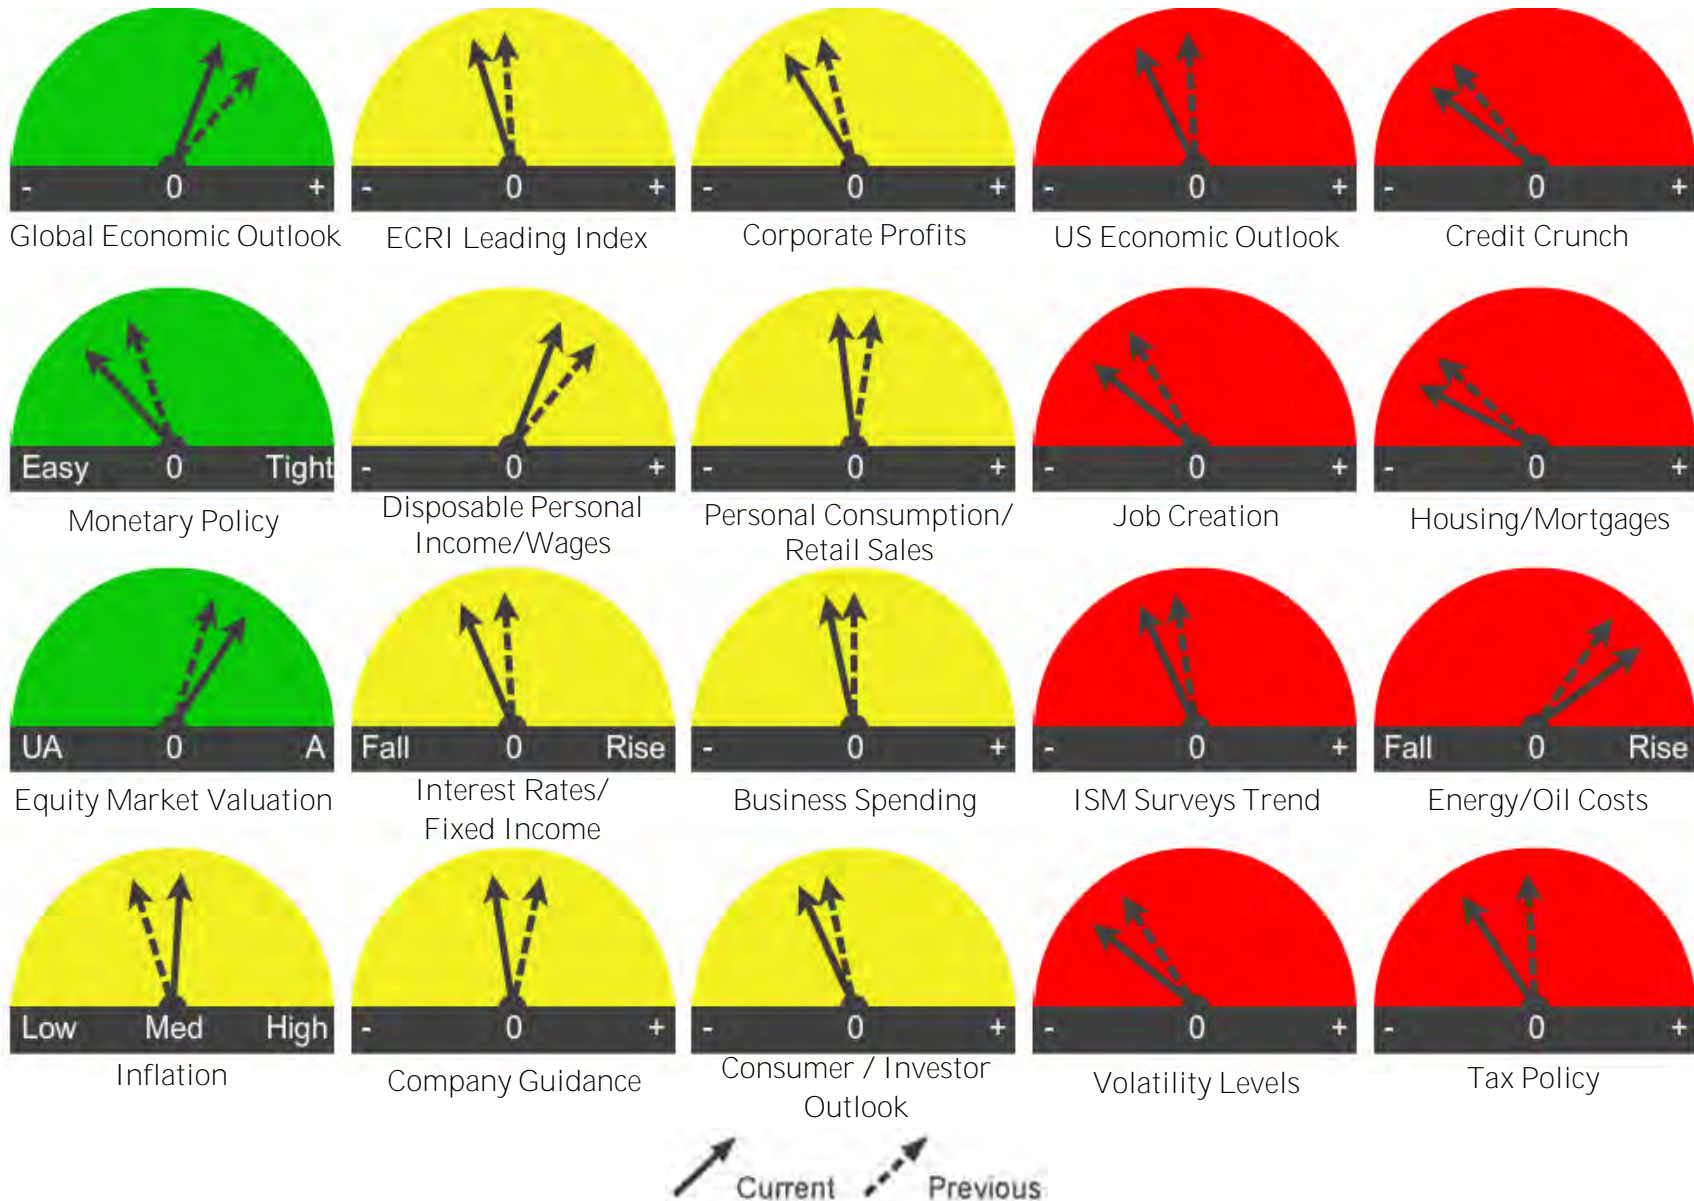 - 0 +
Global Economic Outlook
- 0 +
ECRI Leading Index
- 0 +
Corporate Profits
- 0 +
US Economic Outlook
- 0 +
Credit Crunch
Easy 0 Tight
Monetary Policy
- 0 +
Disposable Personal
Income/Wages
- 0 +
Personal Consumption/
Retail Sales
- 0 +
Job Creation
- 0 +
Housing/Mortgages
UA 0 A
Equity Market Valuation
Fall 0 Rise
Interest Rates/
Fixed Income
- 0 +
Business Spending
- 0 +
ISM Surveys Trend
Fall 0 Rise
Energy/Oil Costs
Low Med High
Inflation
- 0 +
Company Guidance
- 0 +
Consumer / Investor
Outlook
- 0 +
Volatility Levels
- 0 +
Tax Policy
Current Previous